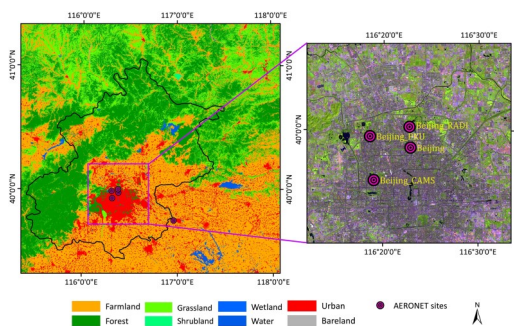 116°0'0"E 117°0'0"E 118°0'0"E
116°20'0"E 116°30'0"E
41°0'0"N
40°0'0"N
41°0'0"N
40°0'0"N
40°0'0"N
40°0'0"N
Beijing_RADI
Beijing_PKU
Beijing
Beijing_CAMS
116°0'0"E 117°0'0"E 118°0'0"E
116°20'0"E 116°30'0"E
Farmland Grassland Wetland Urban AERONET sites N
Forest Shrubland Water Bareland